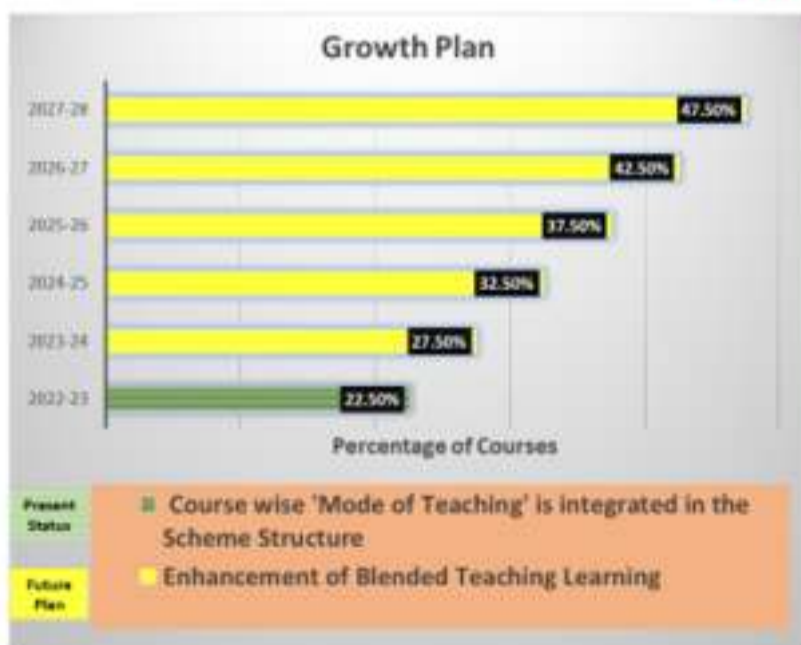 Growth Plan
2027-28
47.50%
2026-27
42.50%
2025-26
37.50%
2024-25
32.50%
2023-24
27.50%
2022-23
22.50%
Percentage of Courses
Present
Status
Course wise 'Mode of Teaching' is integrated in the
Scheme Structure
Future
Plan
Enhancement of Blended Teaching Learning